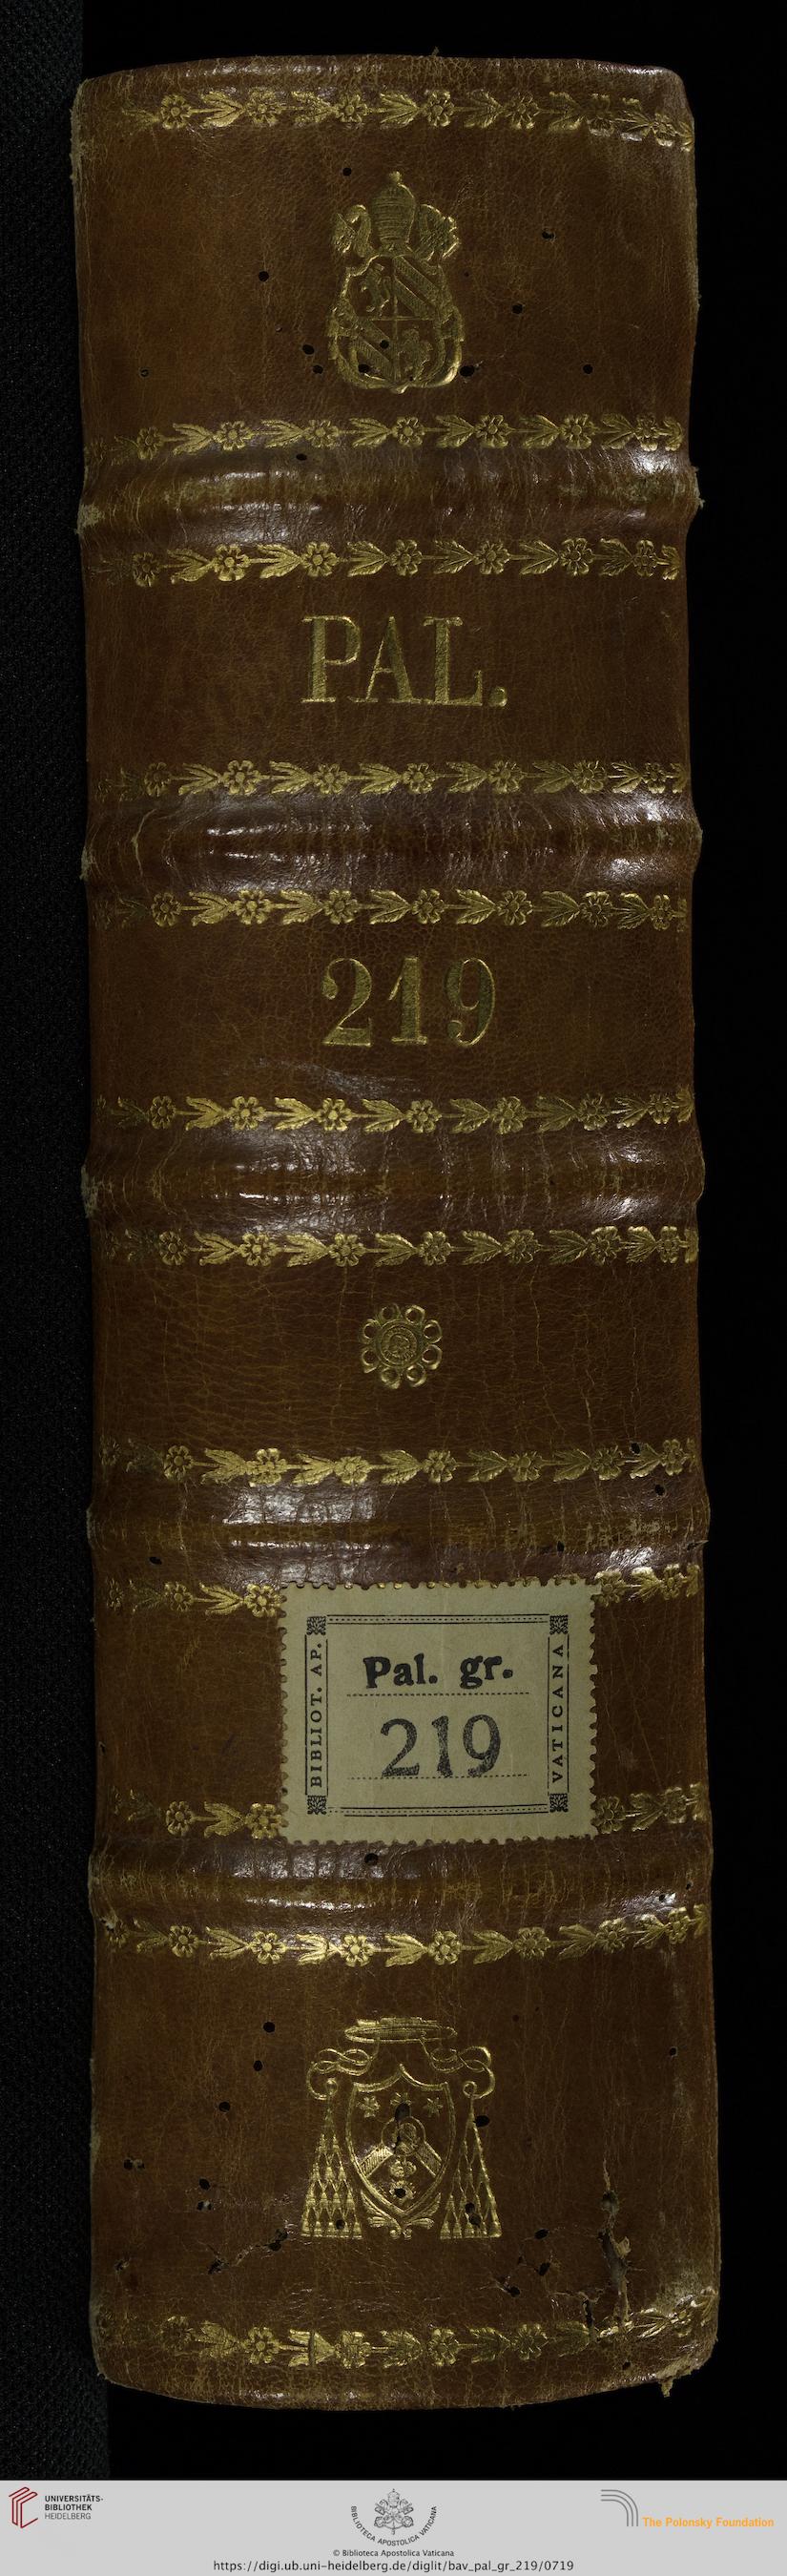 PAL.
219
BIBLIOT. AP.
Pal. gr.
219
VATICANA
UNIVERSITÄTS-
BIBLIOTHEK
HEIDELBERG
BIBLIOTECA APOSTOLICA VATICANA
The Polonsky Foundation
© Biblioteca Apostolica Vaticana
https://digi.ub.uni-heidelberg.de/diglit/bav_pal_gr_219/0719